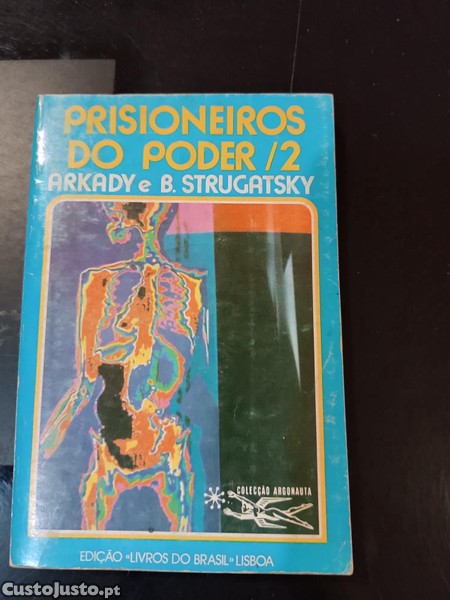 PRISIONEIROS
DO PODER /2
ARKADY e B. STRUGATSKY
COLECÇÃO ARGONAUTA
EDIÇÃO «LIVROS DO BRASIL» LISBOA
CustoJusto.pt